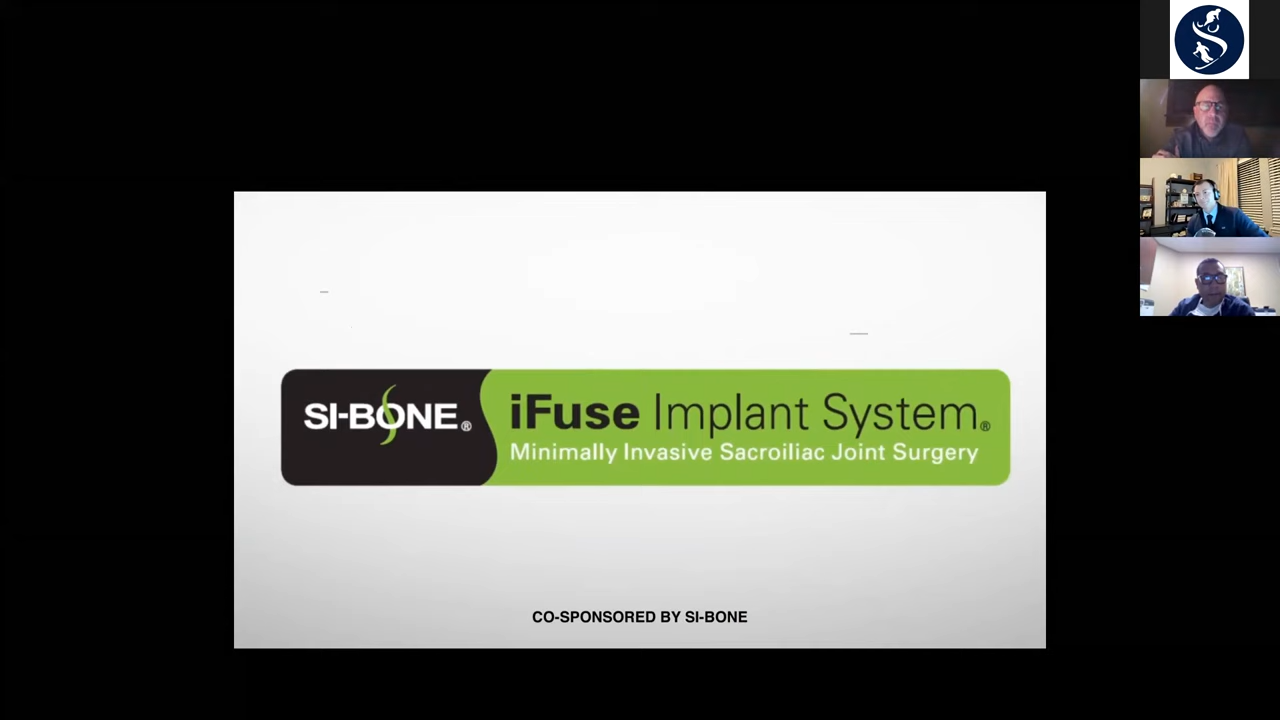 SI-BONE®
iFuse Implant System®
Minimally Invasive Sacroiliac Joint Surgery
CO-SPONSORED BY SI-BONE